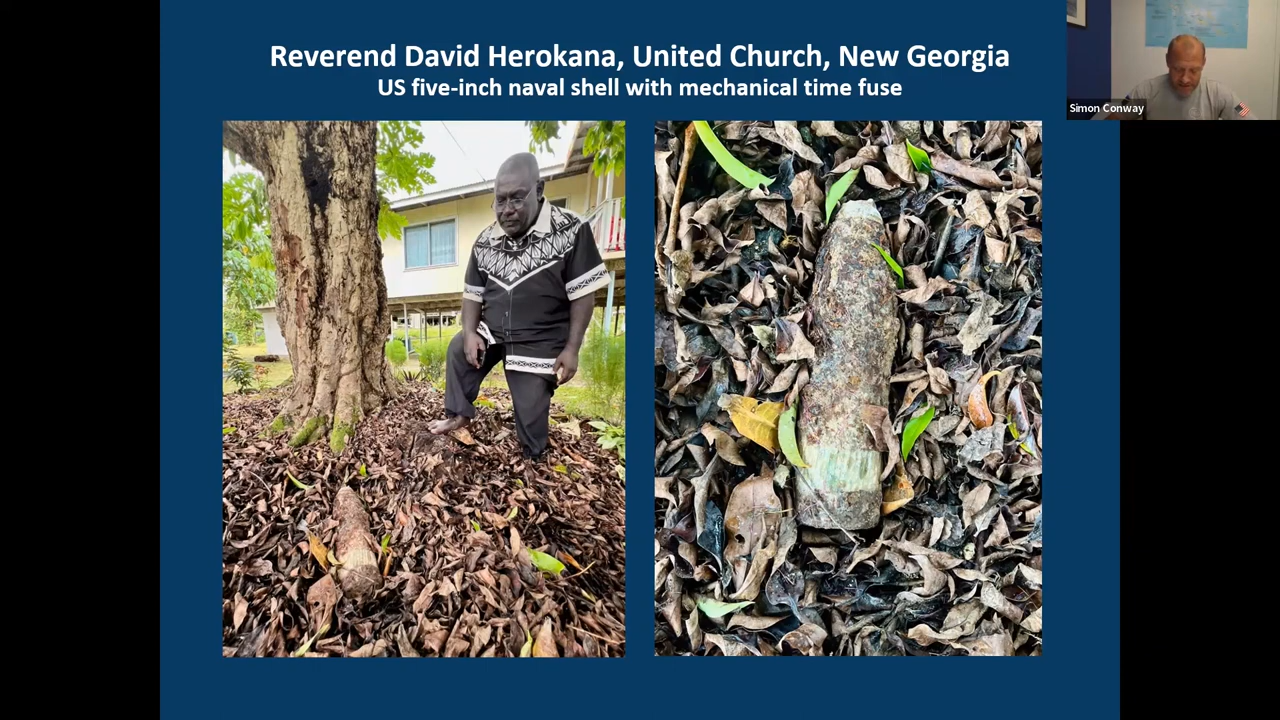 Reverend David Herokana, United Church, New Georgia
US five-inch naval shell with mechanical time fuse
Simon Conway